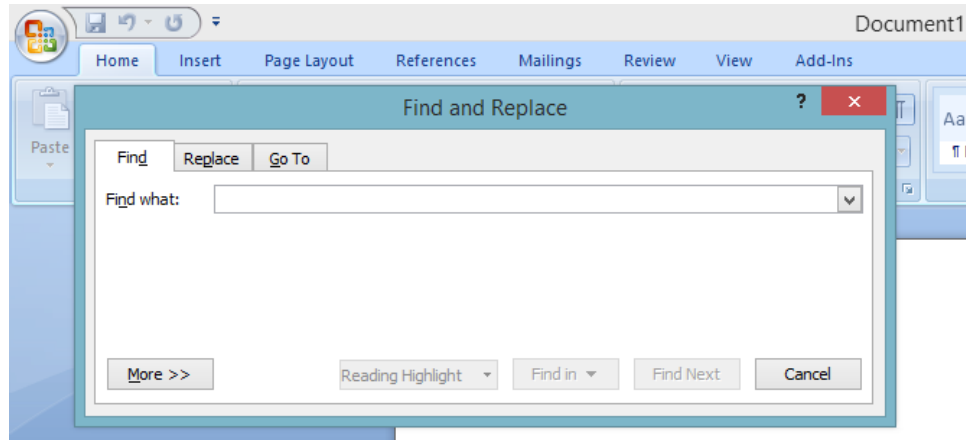 Document1
Home Insert Page Layout References Mailings Review View Add-Ins
Find and Replace ? ×
Paste
Aa
Find Replace Go To
¶
Find what:
More >> Reading Highlight Find in Find Next Cancel